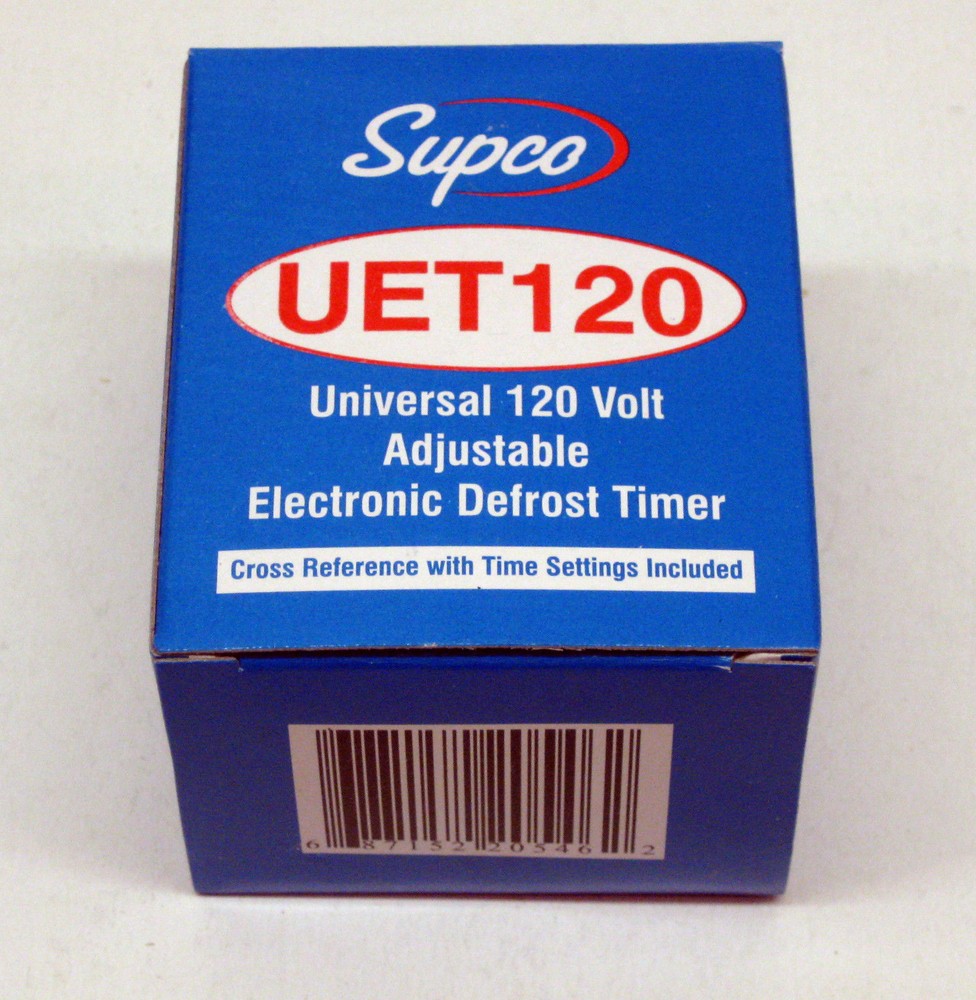 Supco
UET120
Universal 120 Volt
Adjustable
Electronic Defrost Timer
Cross Reference with Time Settings Included
6 87152 20546 2